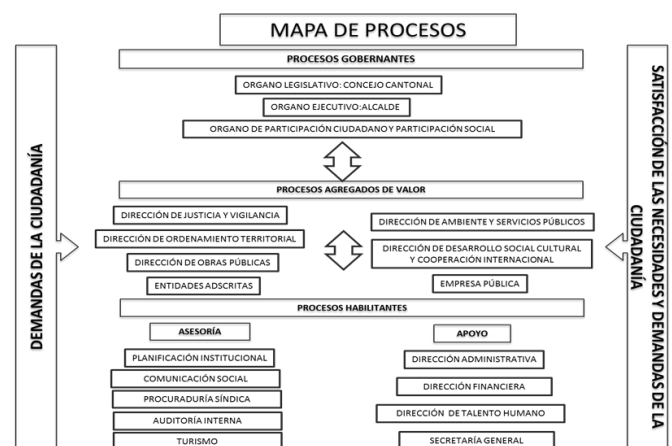 MAPA DE PROCESOS
PROCESOS GOBERNANTES
ORGANO LEGISLATIVO: CONCEJO CANTONAL
ORGANO EJECUTIVO:ALCALDE
ORGANO DE PARTICIPACIÓN CIUDADANO Y PARTICIPACIÓN SOCIAL
DEMANDAS DE LA CIUDADANÍA
PROCESOS AGREGADOS DE VALOR
DIRECCIÓN DE JUSTICIA Y VIGILANCIA
DIRECCIÓN DE ORDENAMIENTO TERRITORIAL
DIRECCIÓN DE OBRAS PÚBLICAS
ENTIDADES ADSCRITAS
DIRECCIÓN DE AMBIENTE Y SERVICIOS PÚBLICOS
DIRECCIÓN DE DESARROLLO SOCIAL CULTURAL
Y COOPERACIÓN INTERNACIONAL
EMPRESA PÚBLICA
PROCESOS HABILITANTES
ASESORÍA
PLANIFICACIÓN INSTITUCIONAL
COMUNICACIÓN SOCIAL
PROCURADURÍA SÍNDICA
AUDITORÍA INTERNA
TURISMO
APOYO
DIRECCIÓN ADMINISTRATIVA
DIRECCIÓN FINANCIERA
DIRECCIÓN DE TALENTO HUMANO
SECRETARÍA GENERAL
SATISFACCIÓN DE LAS NECESIDADES Y DEMANDAS DE LA
CIUDADANÍA